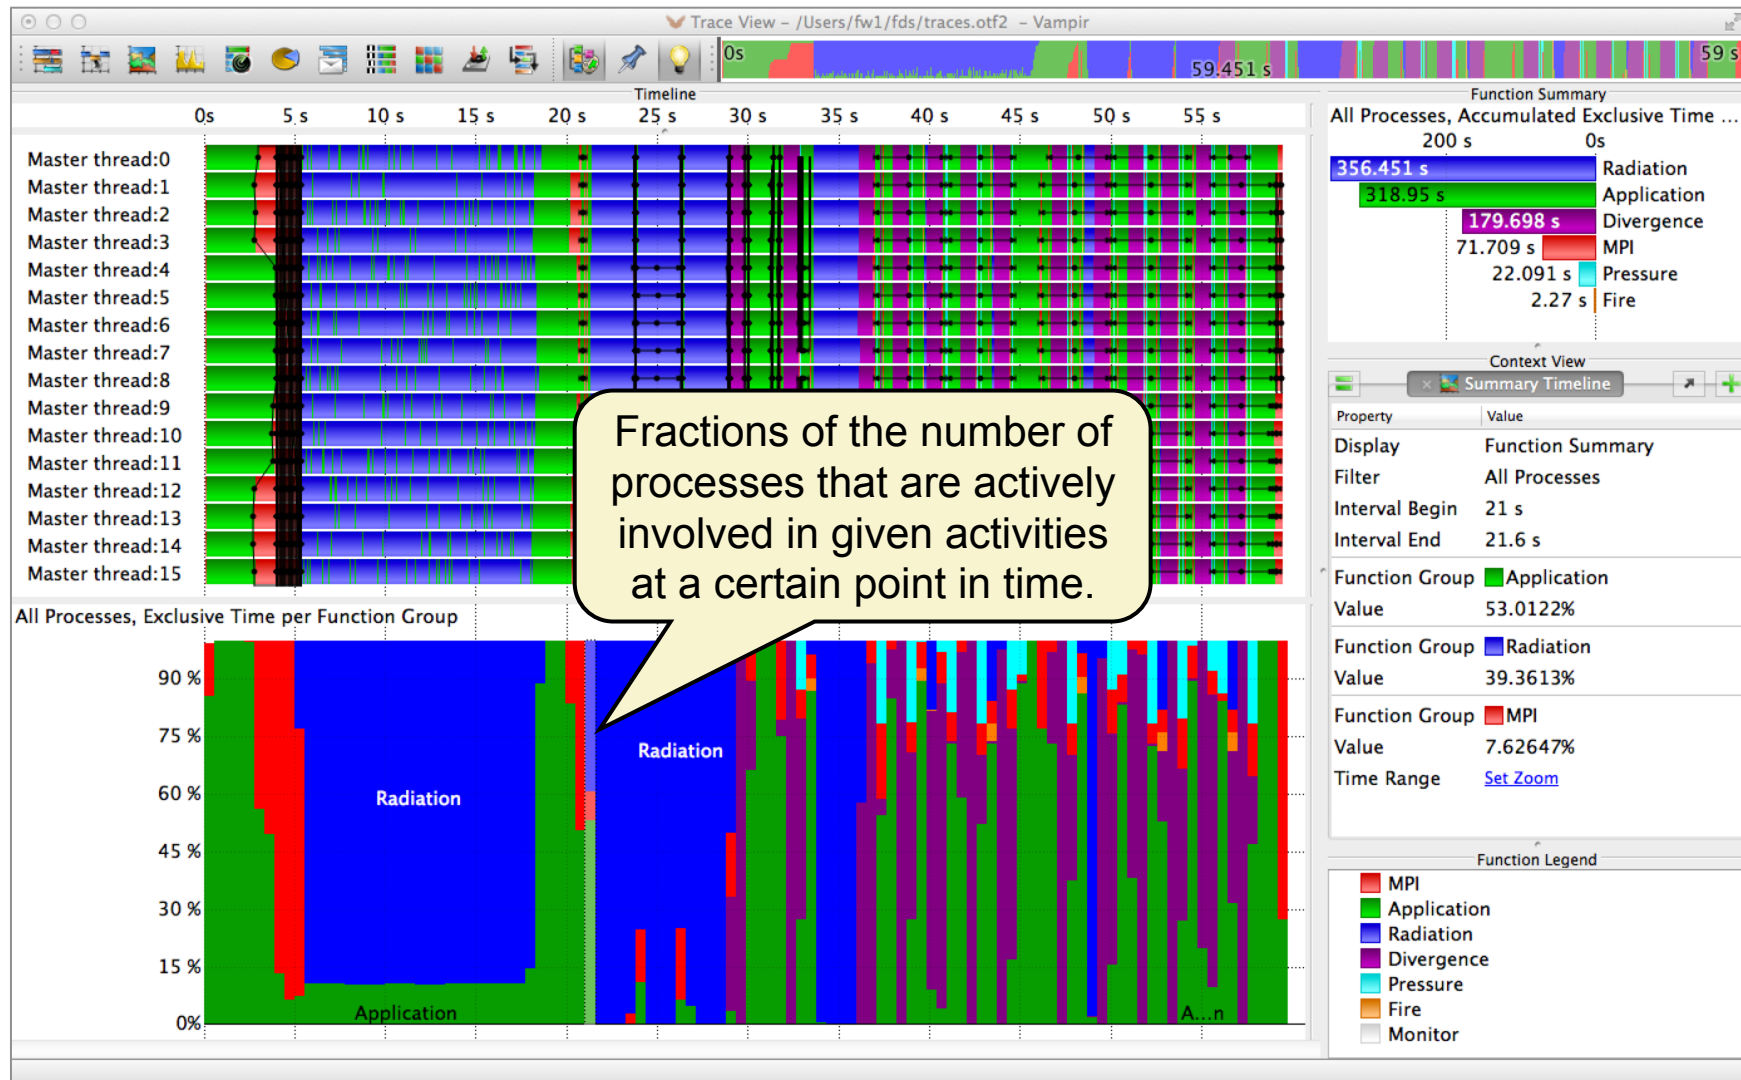 Trace View – /Users/fw1/fds/traces.otf2 – Vampir
0s
59.451 s
59 s
Timeline
0s 5 s 10 s 15 s 20 s 25 s 30 s 35 s 40 s 45 s 50 s 55 s
Master thread:0
Master thread:1
Master thread:2
Master thread:3
Master thread:4
Master thread:5
Master thread:6
Master thread:7
Master thread:8
Master thread:9
Master thread:10
Master thread:11
Master thread:12
Master thread:13
Master thread:14
Master thread:15
Fractions of the number of
processes that are actively
involved in given activities
at a certain point in time.
All Processes, Exclusive Time per Function Group
90 %
75 %
60 %
45 %
30 %
15 %
0%
Radiation
Radiation
Application
A...n
Function Summary
All Processes, Accumulated Exclusive Time ...
200 s 0s
356.451 s Radiation
318.95 s Application
179.698 s Divergence
71.709 s MPI
22.091 s Pressure
2.27 s Fire
Context View
Summary Timeline
Property Value
Display Function Summary
Filter All Processes
Interval Begin 21 s
Interval End 21.6 s
Function Group Application
Value 53.0122%
Function Group Radiation
Value 39.3613%
Function Group MPI
Value 7.62647%
Time Range Set Zoom
Function Legend
MPI
Application
Radiation
Divergence
Pressure
Fire
Monitor